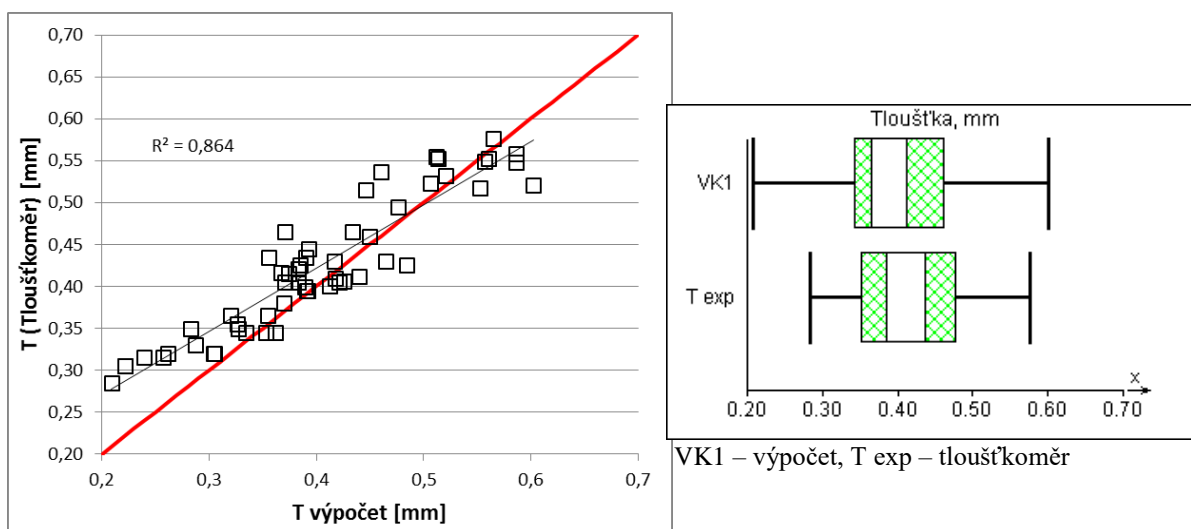 0,70
0,65
0,60
0,55
0,50
0,45
0,40
0,35
0,30
0,25
0,20
T (Tloušťkoměr) [mm]
R² = 0,864
0,2 0,3 0,4 0,5 0,6 0,7
T výpočet [mm]
Tloušťka, mm
VK1
T exp
x
0.20 0.30 0.40 0.50 0.60 0.70
VK1 – výpočet, T exp – tloušťkoměr